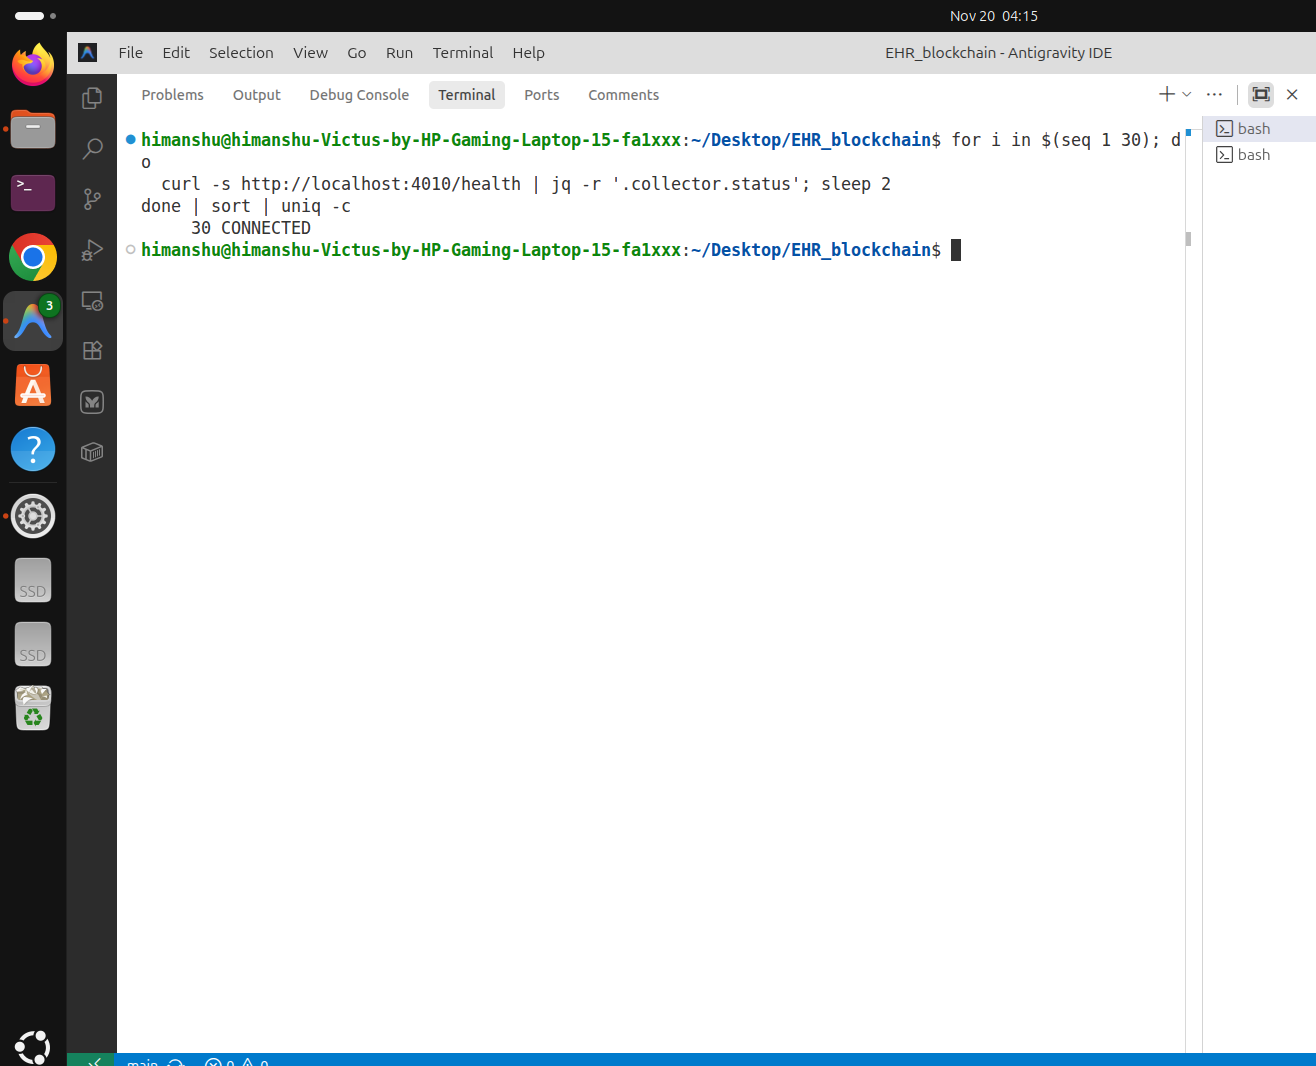 Nov 20 04:15
File Edit Selection View Go Run Terminal Help EHR_blockchain - Antigravity IDE
Problems Output Debug Console Terminal Ports Comments
himanshu@himanshu-Victus-by-HP-Gaming-Laptop-15-fa1xxx:~/Desktop/EHR_blockchain$ for i in $(seq 1 30); d
o
curl -s http://localhost:4010/health | jq -r '.collector.status'; sleep 2
done | sort | uniq -c
30 CONNECTED
himanshu@himanshu-Victus-by-HP-Gaming-Laptop-15-fa1xxx:~/Desktop/EHR_blockchain$
bash
bash
3
SSD
SSD
main 0 0